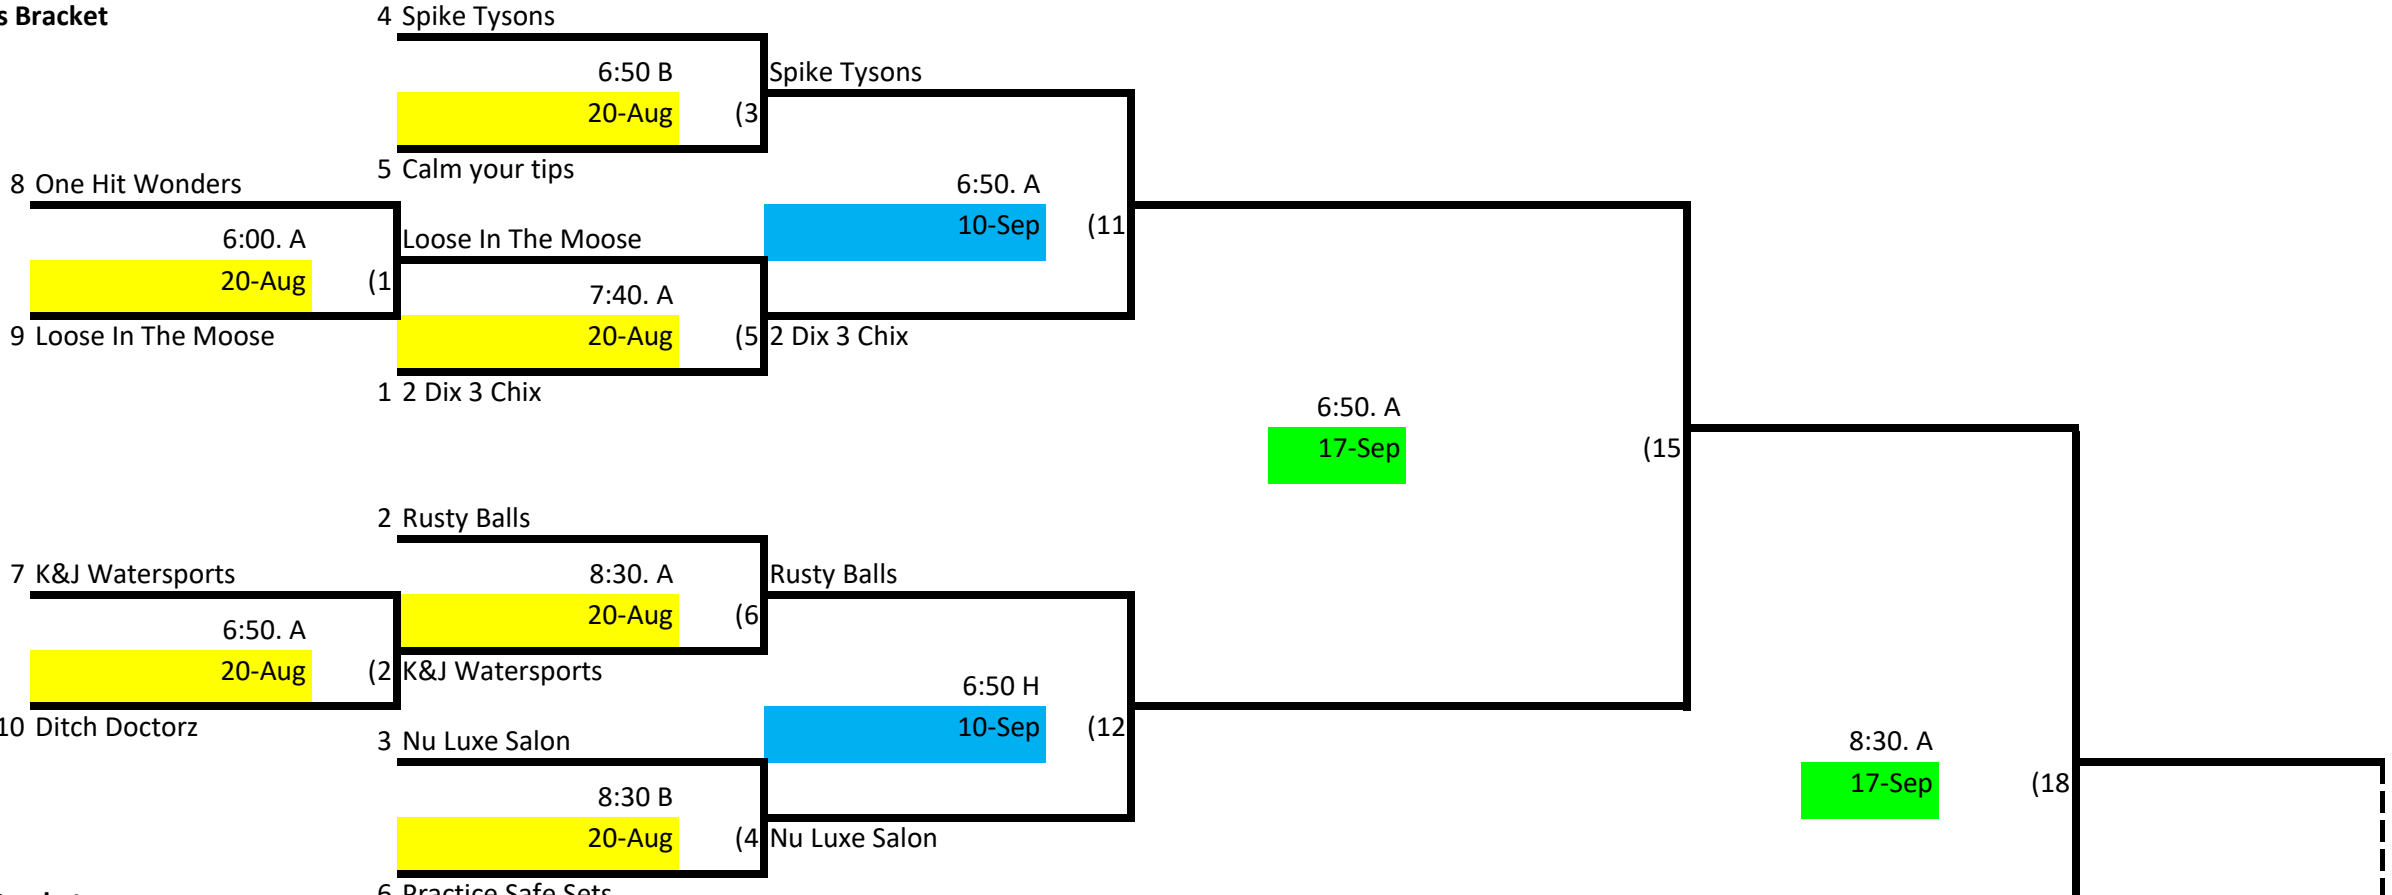 s Bracket
4 Spike Tysons
6:50 B
Spike Tysons
20-Aug (3
5 Calm your tips
8 One Hit Wonders
6:50. A
10-Sep (11
6:00. A
Loose In The Moose
20-Aug (1
7:40. A
9 Loose In The Moose
20-Aug (5 2 Dix 3 Chix
1 2 Dix 3 Chix
6:50. A
17-Sep (15
2 Rusty Balls
7 K&J Watersports
8:30. A
Rusty Balls
20-Aug (6
6:50. A
20-Aug (2 K&J Watersports
6:50 H
10 Ditch Doctorz
10-Sep (12
3 Nu Luxe Salon
8:30. A
17-Sep (18
8:30 B
20-Aug (4 Nu Luxe Salon
6 Practice Safe Sets